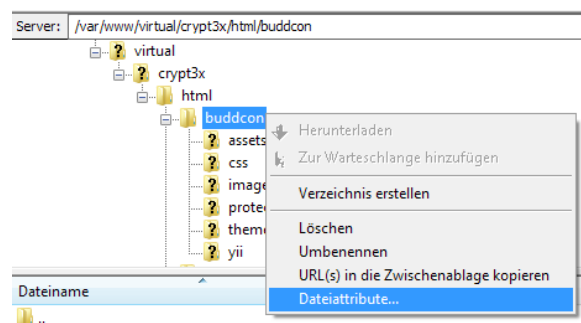 Server: /var/www/virtual/crypt3x/html/buddcon
virtual
crypt3x
html
buddcon
assets
css
image
prote
theme
yii
Herunterladen
Zur Warteschlange hinzufügen
Verzeichnis erstellen
Löschen
Umbenennen
URL(s) in die Zwischenablage kopieren
Dateiattribute...
Dateiname
..